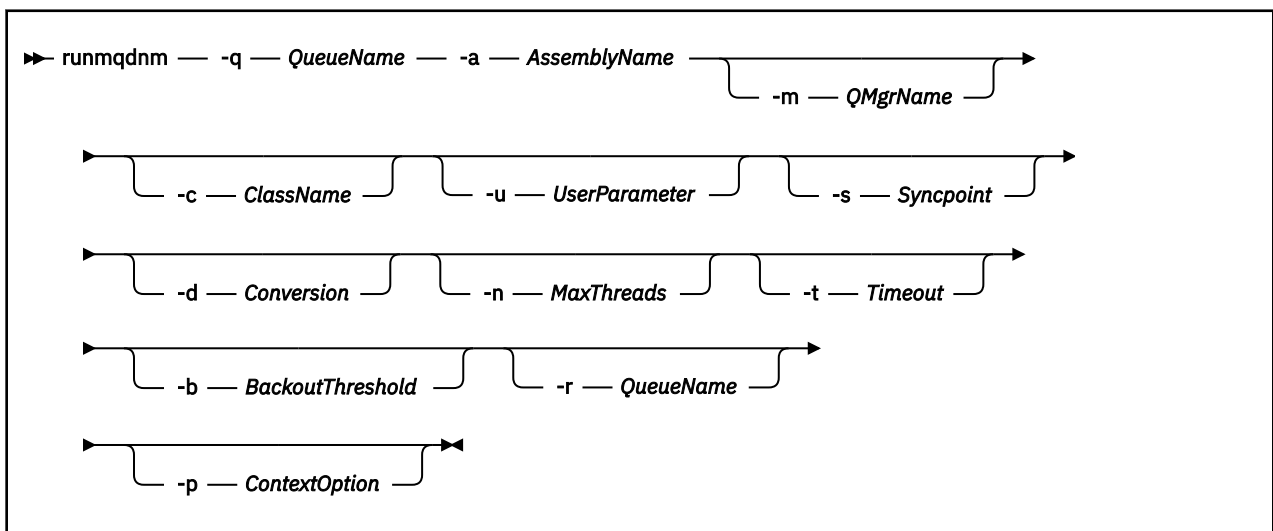 runmqdnm -q QueueName -a AssemblyName
-m QMgrName
-c ClassName -u UserParameter -s Syncpoint
-d Conversion -n MaxThreads -t Timeout
-b BackoutThreshold -r QueueName
-p ContextOption